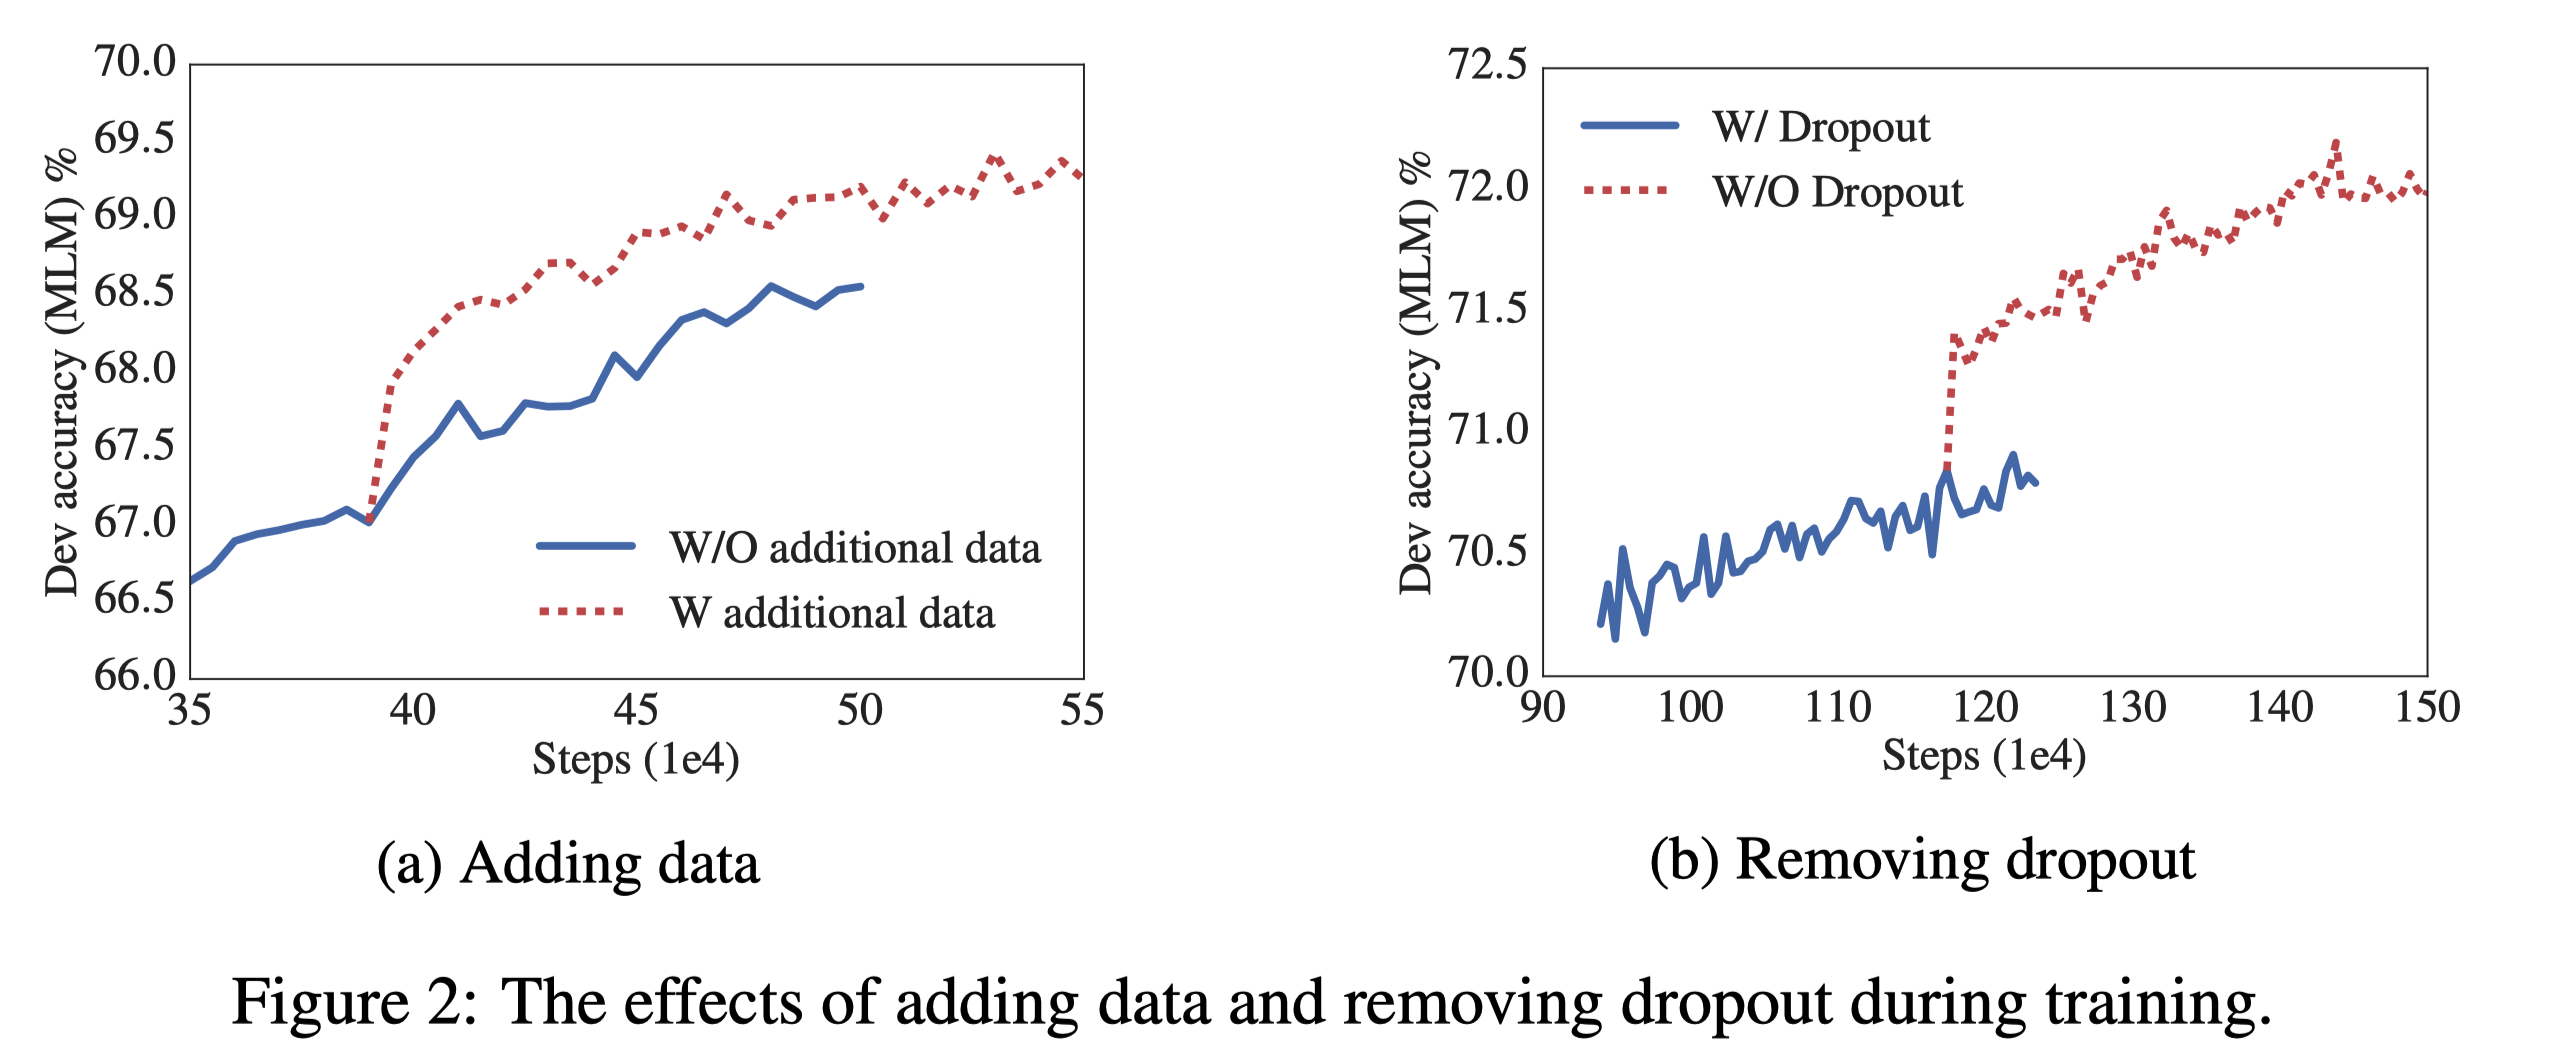 70.0
69.5
69.0
68.5
68.0
67.5
67.0
66.5
66.0
Dev accuracy (MLM) %
W/O additional data
W additional data
35 40 45 50 55
Steps (1e4)
(a) Adding data
72.5
72.0
71.5
71.0
70.5
70.0
Dev accuracy (MLM) %
W/ Dropout
W/O Dropout
90 100 110 120 130 140 150
Steps (1e4)
(b) Removing dropout
Figure 2: The effects of adding data and removing dropout during training.